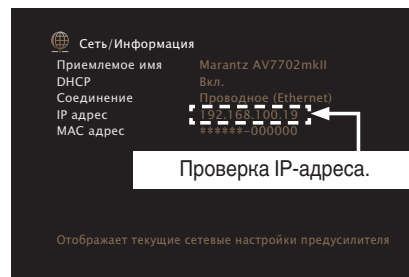 Сеть/Информация
Приемлемое имя Marantz AV7702mkII
DHCP Вкл.
Соединение Проводное (Ethernet)
IP адрес 192.168.100.19
MAC адрес ******-000000
Проверка IP-адреса.
Отображает текущие сетевые настройки предусилителя